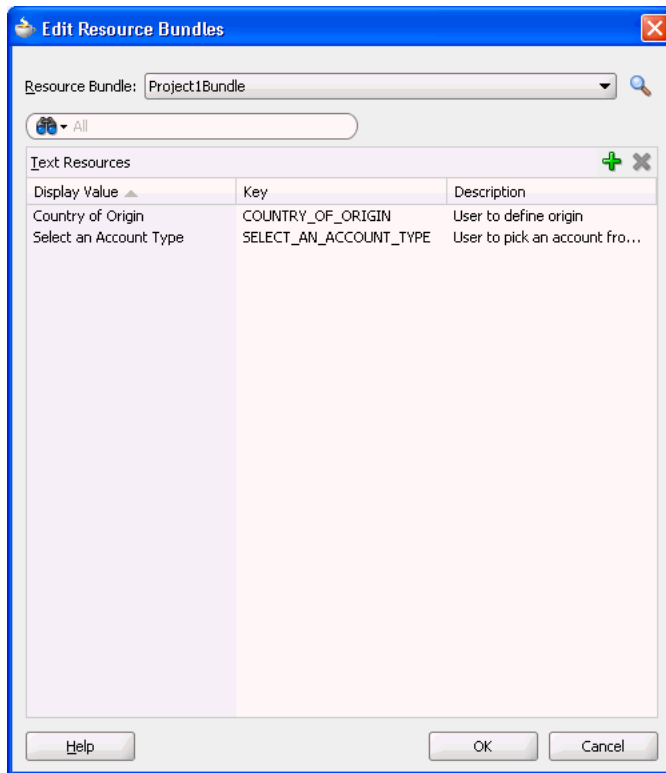 Edit Resource Bundles
Resource Bundle: Project1Bundle
All
Text Resources
Display Value Key Description
Country of Origin COUNTRY_OF_ORIGIN User to define origin
Select an Account Type SELECT_AN_ACCOUNT_TYPE User to pick an account fro...
Help OK Cancel